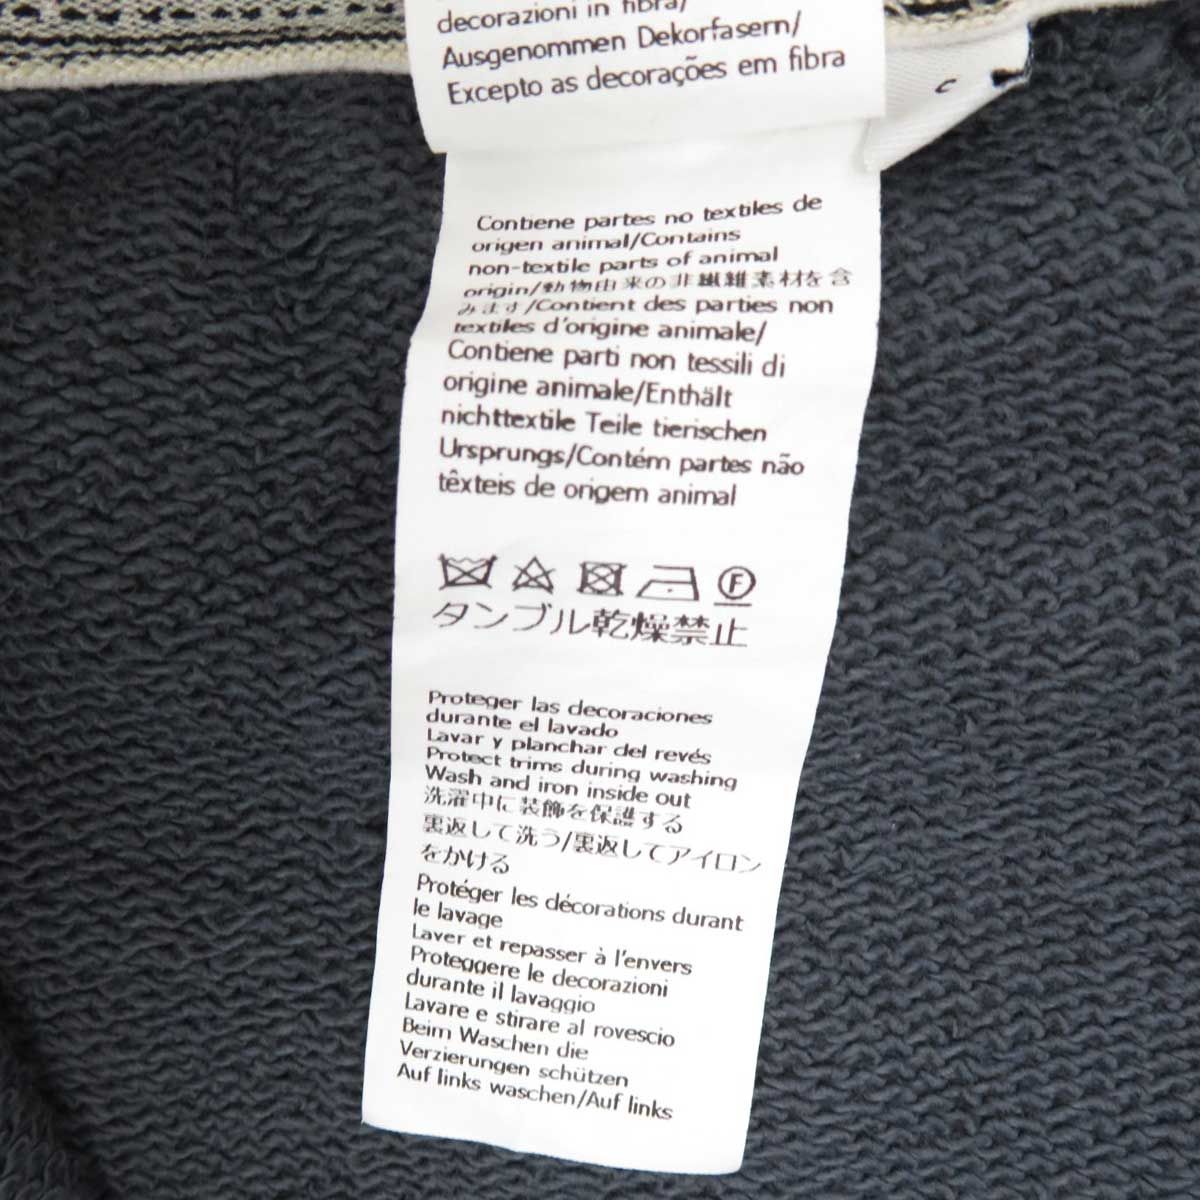 decorazioni in fibra/
Ausgenommen Dekorfasern/
Excepto as decorações em fibra
Contiene partes no textiles de
origen animal/Contains
non-textile parts of animal
origin/動物由来の非繊維素材を含
みます/Contient des parties non
textiles d'origine animale/
Contiene parti non tessili di
origine animale/Enthält
nichttextile Teile tierischen
Ursprungs/Contém partes não
têxteis de origem animal
F
タンブル乾燥禁止
Proteger las decoraciones
durante el lavado
Lavar y planchar del revés
Protect trims during washing
Wash and iron inside out
洗濯中に装飾を保護する
裏返して洗う/裏返してアイロン
をかける
Protéger les décorations durant
le lavage
Laver et repasser à l'envers
Proteggere le decorazioni
durante il lavaggio
Lavare e stirare al rovescio
Beim Waschen die
Verzierungen schützen
Auf links waschen/Auf links